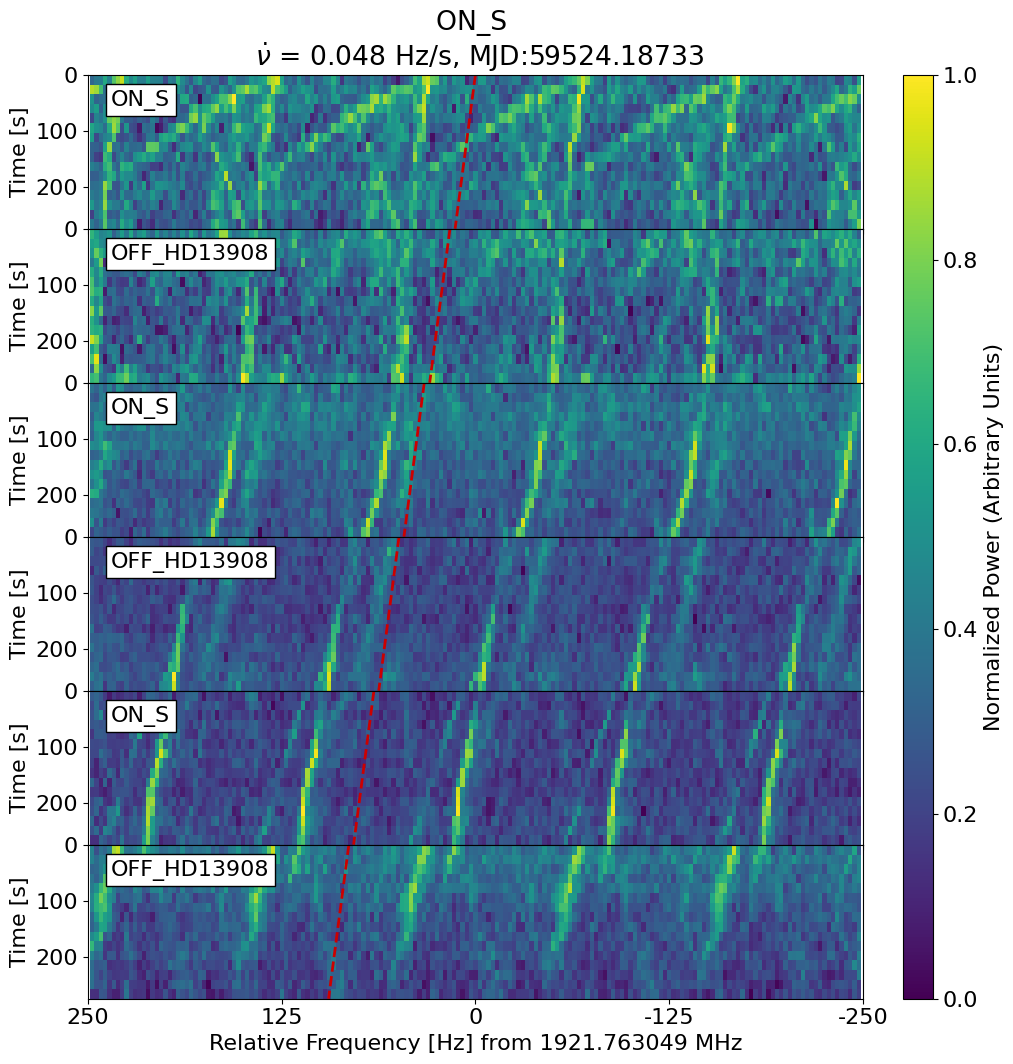 ON_S
ν̇ = 0.048 Hz/s, MJD:59524.18733
0
ON_S
100
200
Time [s]
0
OFF_HD13908
100
200
Time [s]
0
ON_S
100
200
Time [s]
0
OFF_HD13908
100
200
Time [s]
0
ON_S
100
200
Time [s]
0
OFF_HD13908
100
200
Time [s]
250 125 0 -125 -250
Relative Frequency [Hz] from 1921.763049 MHz
1.0
0.8
0.6
0.4
0.2
0.0
Normalized Power (Arbitrary Units)